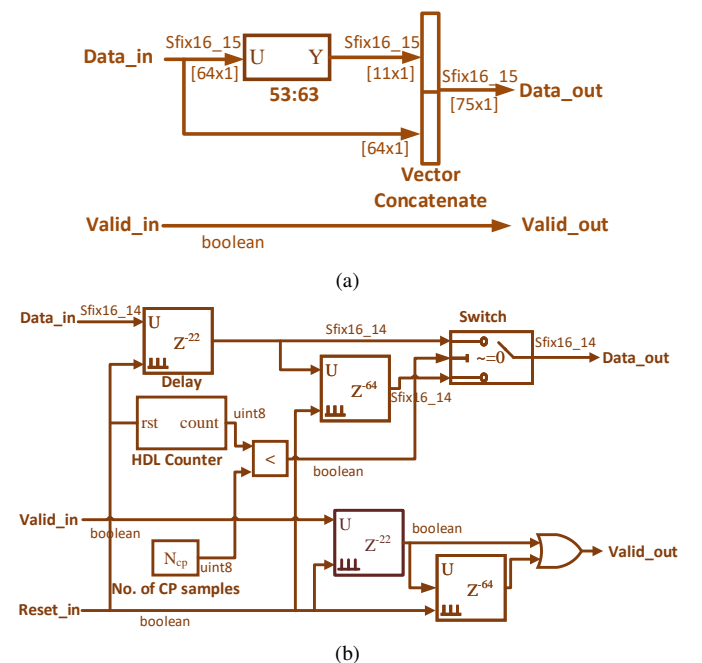 Data_in
Sfix16_15
U Y
[64x1]
53:63
Sfix16_15
[11x1]
[64x1]
Sfix16_15
[75x1]
Data_out
Vector
Concatenate
Valid_in
boolean
Valid_out
(a)
Data_in
Sfix16_14
U
Z-22
Delay
Sfix16_14
U
Z-64
Sfix16_14
Switch
~=0
Sfix16_14
Data_out
rst count
uint8
HDL Counter
<
boolean
Valid_in
boolean
Ncp
uint8
No. of CP samples
U
Z-22
boolean
U
Z-64
Valid_out
Reset_in
boolean
(b)